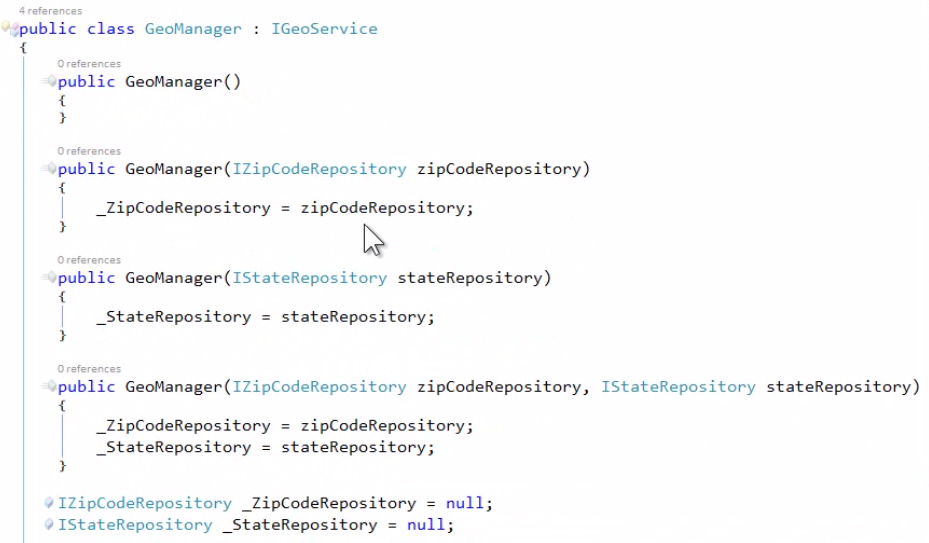 4 references
public class GeoManager : IGeoService
{
0 references
public GeoManager()
{
}
0 references
public GeoManager(IZipCodeRepository zipCodeRepository)
{
_ZipCodeRepository = zipCodeRepository;
}
0 references
public GeoManager(IStateRepository stateRepository)
{
_StateRepository = stateRepository;
}
0 references
public GeoManager(IZipCodeRepository zipCodeRepository, IStateRepository stateRepository)
{
_ZipCodeRepository = zipCodeRepository;
_StateRepository = stateRepository;
}
IZipCodeRepository _ZipCodeRepository = null;
IStateRepository _StateRepository = null;